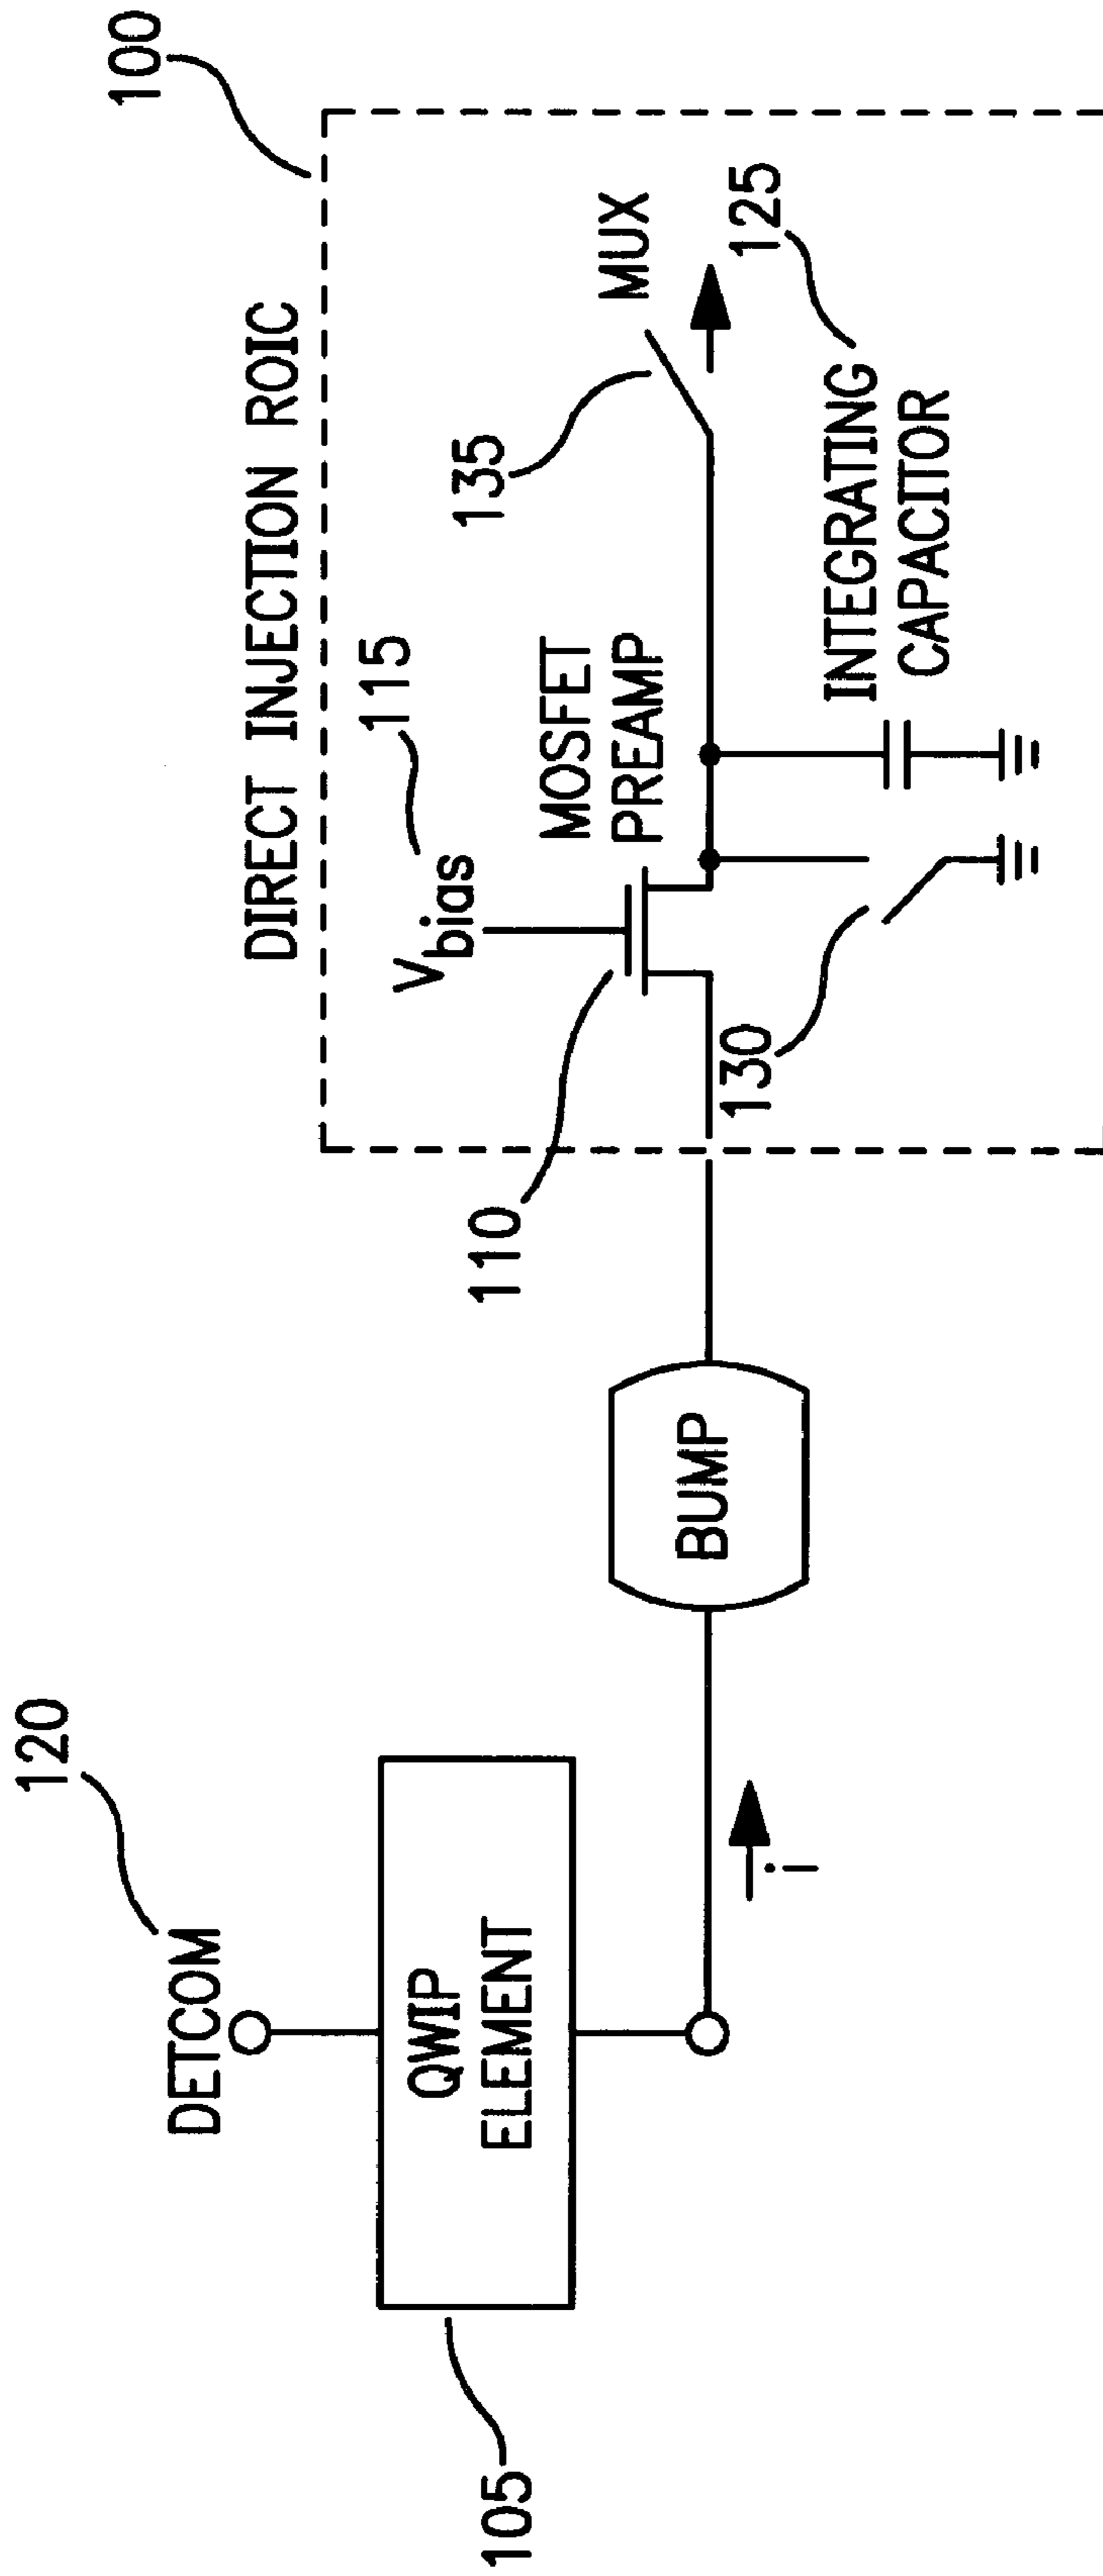 100
DIRECT INJECTION ROIC
120
DETCOM
115
Vbias
MOSFET
PREAMP
135
MUX
QWIP
ELEMENT
105
110
BUMP
130
125
INTEGRATING
CAPACITOR
i